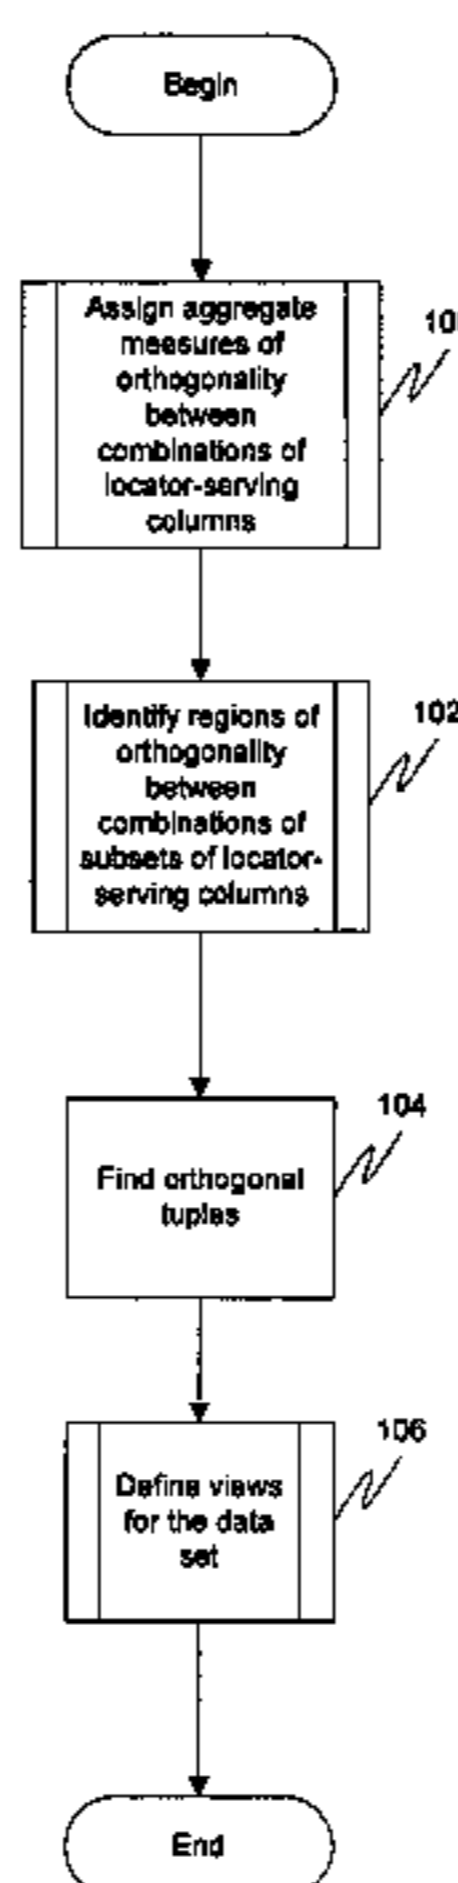 Begin
Assign aggregate
measures of
orthogonality
between
combinations of
locator-serving
columns
Identify regions of
orthogonality
between
combinations of
subsets of locator-
serving columns
102
Find orthogonal
tuples
104
Define views
for the data
set
106
End